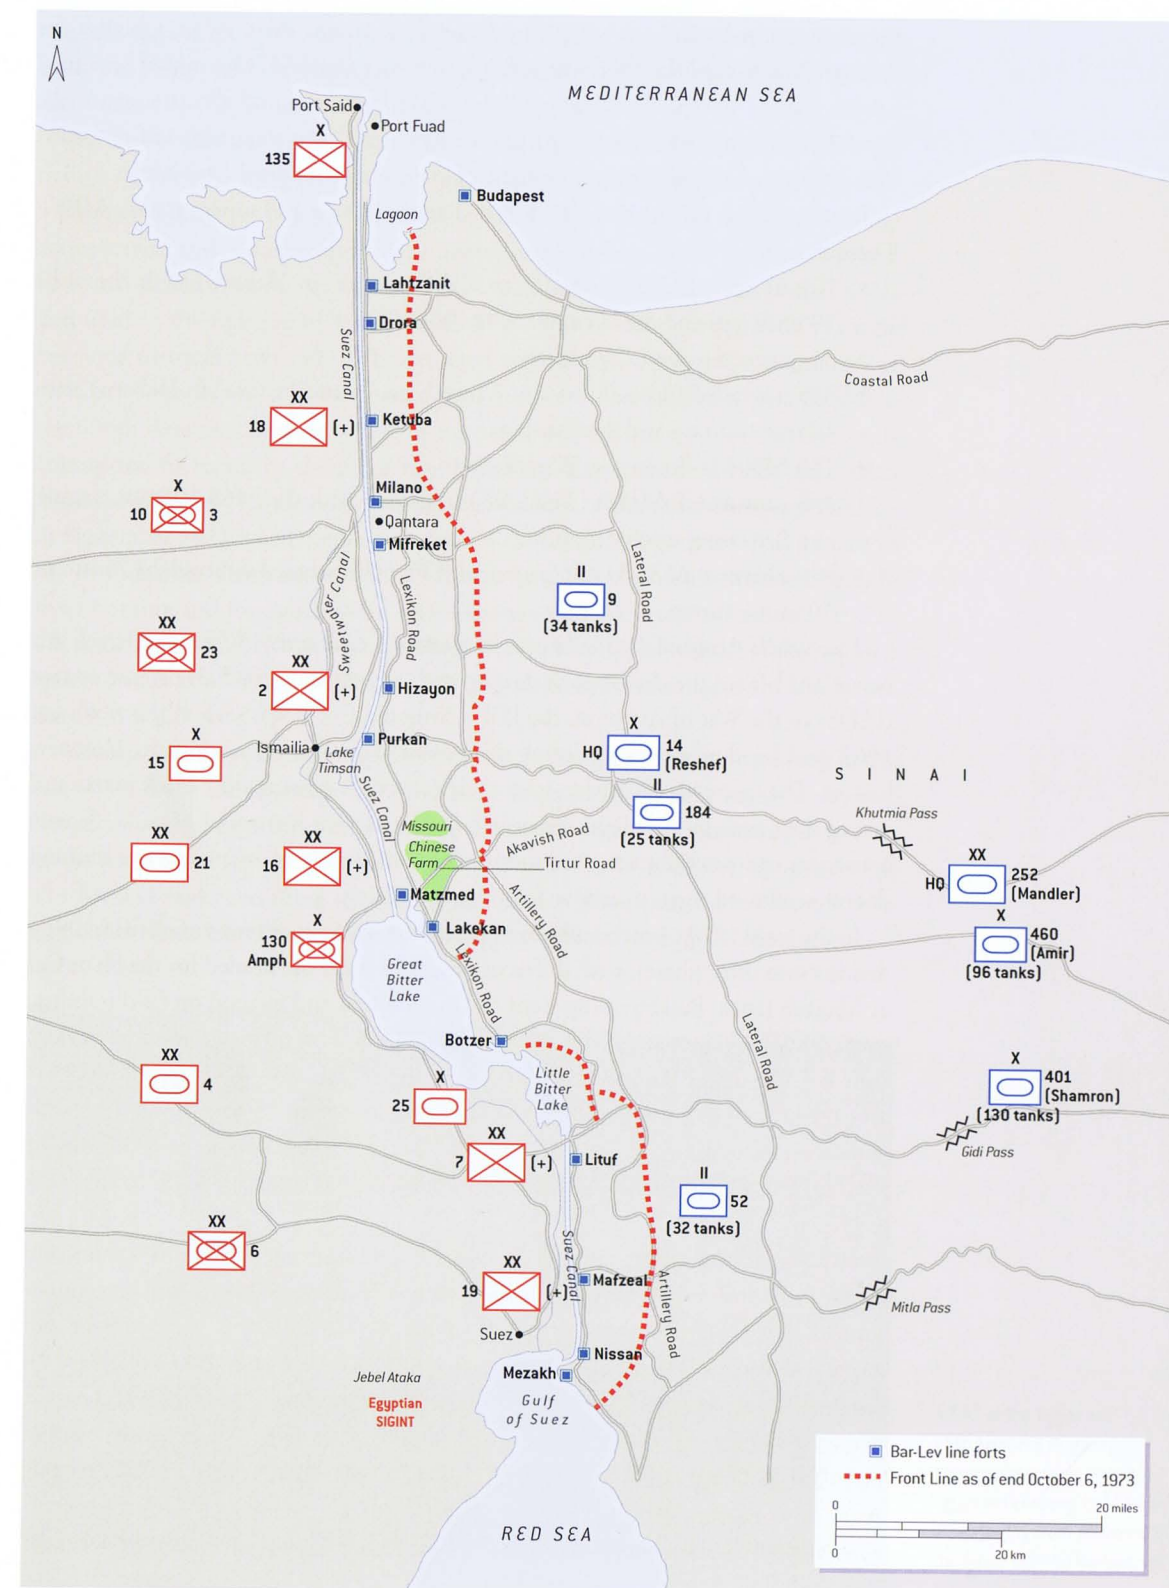 N
MEDITERRANEAN SEA
Port Said
Port Fuad
X
135
Budapest
Lagoon
Lahtzanit
Drora
Suez Canal
Coastal Road
XX
18 (+)
Ketuba
X
10 3
Milano
Qantara
Mifreket
Sweetwater Canal
Lexikon Road
Lateral Road
II
9
(34 tanks)
XX
23
XX
2 (+)
Hizayon
Purkan
X
15
Ismailia
Lake
Timsan
Suez Canal
X
HQ 14
(Reshef)
II
184
(25 tanks)
SINAI
Khutmia Pass
XX
21
XX
16 (+)
Missouri
Chinese
Farm
Akavish Road
Tirtur Road
Matzmed
Artillery Road
XX
HQ 252
(Mandler)
X
460
(Amir)
(96 tanks)
X
130
Amph
Lakekan
Lexikon Road
Great
Bitter
Lake
Botzer
Lateral Road
XX
4
X
25
Little
Bitter
Lake
X
401
(Shamron)
(130 tanks)
Gidi Pass
XX
7 (+)
Lituf
II
52
(32 tanks)
XX
6
XX
19 (+)
Suez Canal
Mafzeal
Artillery Road
Mitla Pass
Suez
Nissan
Mezakh
Jebel Ataka
Egyptian
SIGINT
Gulf
of Suez
RED SEA
Bar-Lev line forts
Front Line as of end October 6, 1973
0 20 miles
0 20 km